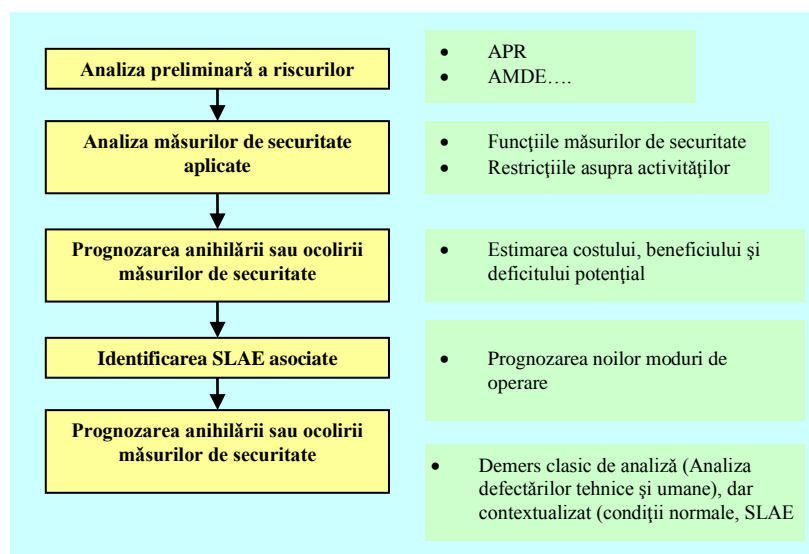 Analiza preliminară a riscurilor
• APR
• AMDE….
Analiza măsurilor de securitate
aplicate
• Funcţiile măsurilor de securitate
• Restricţiile asupra activităţilor
Prognozarea anihilării sau ocolirii
măsurilor de securitate
• Estimarea costului, beneficiului şi
deficitului potenţial
Identificarea SLAE asociate
• Prognozarea noilor moduri de
operare
Prognozarea anihilării sau ocolirii
măsurilor de securitate
• Demers clasic de analiză (Analiza
defectărilor tehnice şi umane), dar
contextualizat (condiţii normale, SLAE